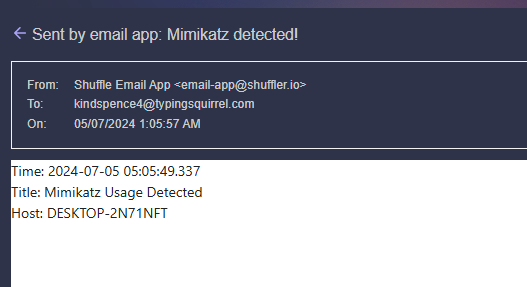 Sent by email app: Mimikatz detected!
From: Shuffle Email App <email-app@shuffler.io>
To: kindspence4@typingsquirrel.com
On: 05/07/2024 1:05:57 AM
Time: 2024-07-05 05:05:49.337
Title: Mimikatz Usage Detected
Host: DESKTOP-2N71NFT